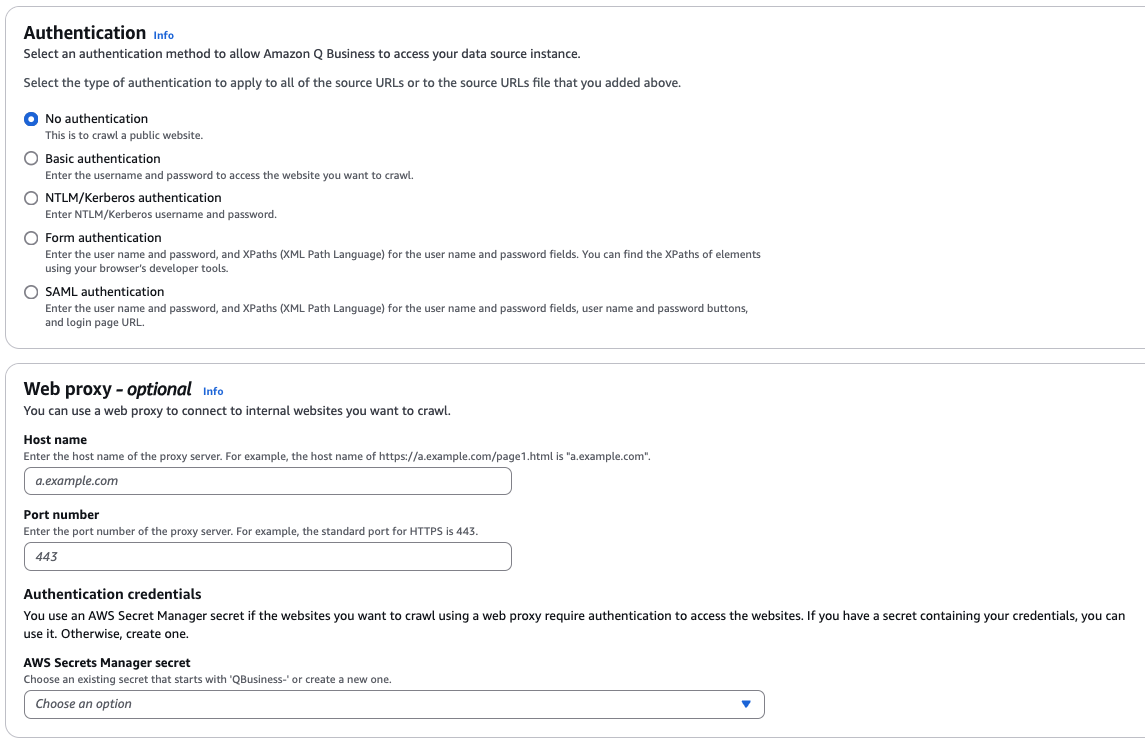 Authentication Info
Select an authentication method to allow Amazon Q Business to access your data source instance.
Select the type of authentication to apply to all of the source URLs or to the source URLs file that you added above.
No authentication
This is to crawl a public website.
Basic authentication
Enter the username and password to access the website you want to crawl.
NTLM/Kerberos authentication
Enter NTLM/Kerberos username and password.
Form authentication
Enter the user name and password, and XPaths (XML Path Language) for the user name and password fields. You can find the XPaths of elements
using your browser's developer tools.
SAML authentication
Enter the user name and password, and XPaths (XML Path Language) for the user name and password fields, user name and password buttons,
and login page URL.
Web proxy - optional Info
You can use a web proxy to connect to internal websites you want to crawl.
Host name
Enter the host name of the proxy server. For example, the host name of https://a.example.com/page1.html is "a.example.com".
a.example.com
Port number
Enter the port number of the proxy server. For example, the standard port for HTTPS is 443.
443
Authentication credentials
You use an AWS Secret Manager secret if the websites you want to crawl using a web proxy require authentication to access the websites. If you have a secret containing your credentials, you can
use it. Otherwise, create one.
AWS Secrets Manager secret
Choose an existing secret that starts with 'QBusiness-' or create a new one.
Choose an option